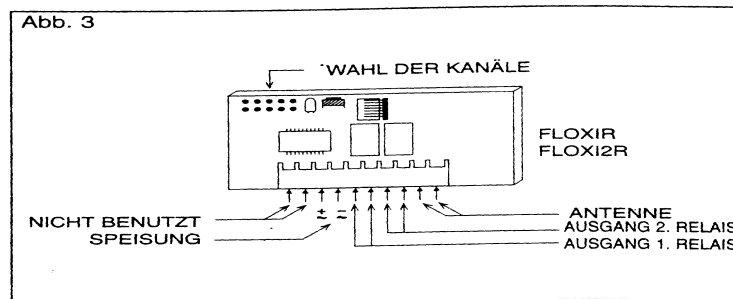 Abb. 3
WAHL DER KANÄLE
FLOXIR
FLOXI2R
NICHT BENUTZT
SPEISUNG
+ −
~ ~
ANTENNE
AUSGANG 2. RELAIS
AUSGANG 1. RELAIS